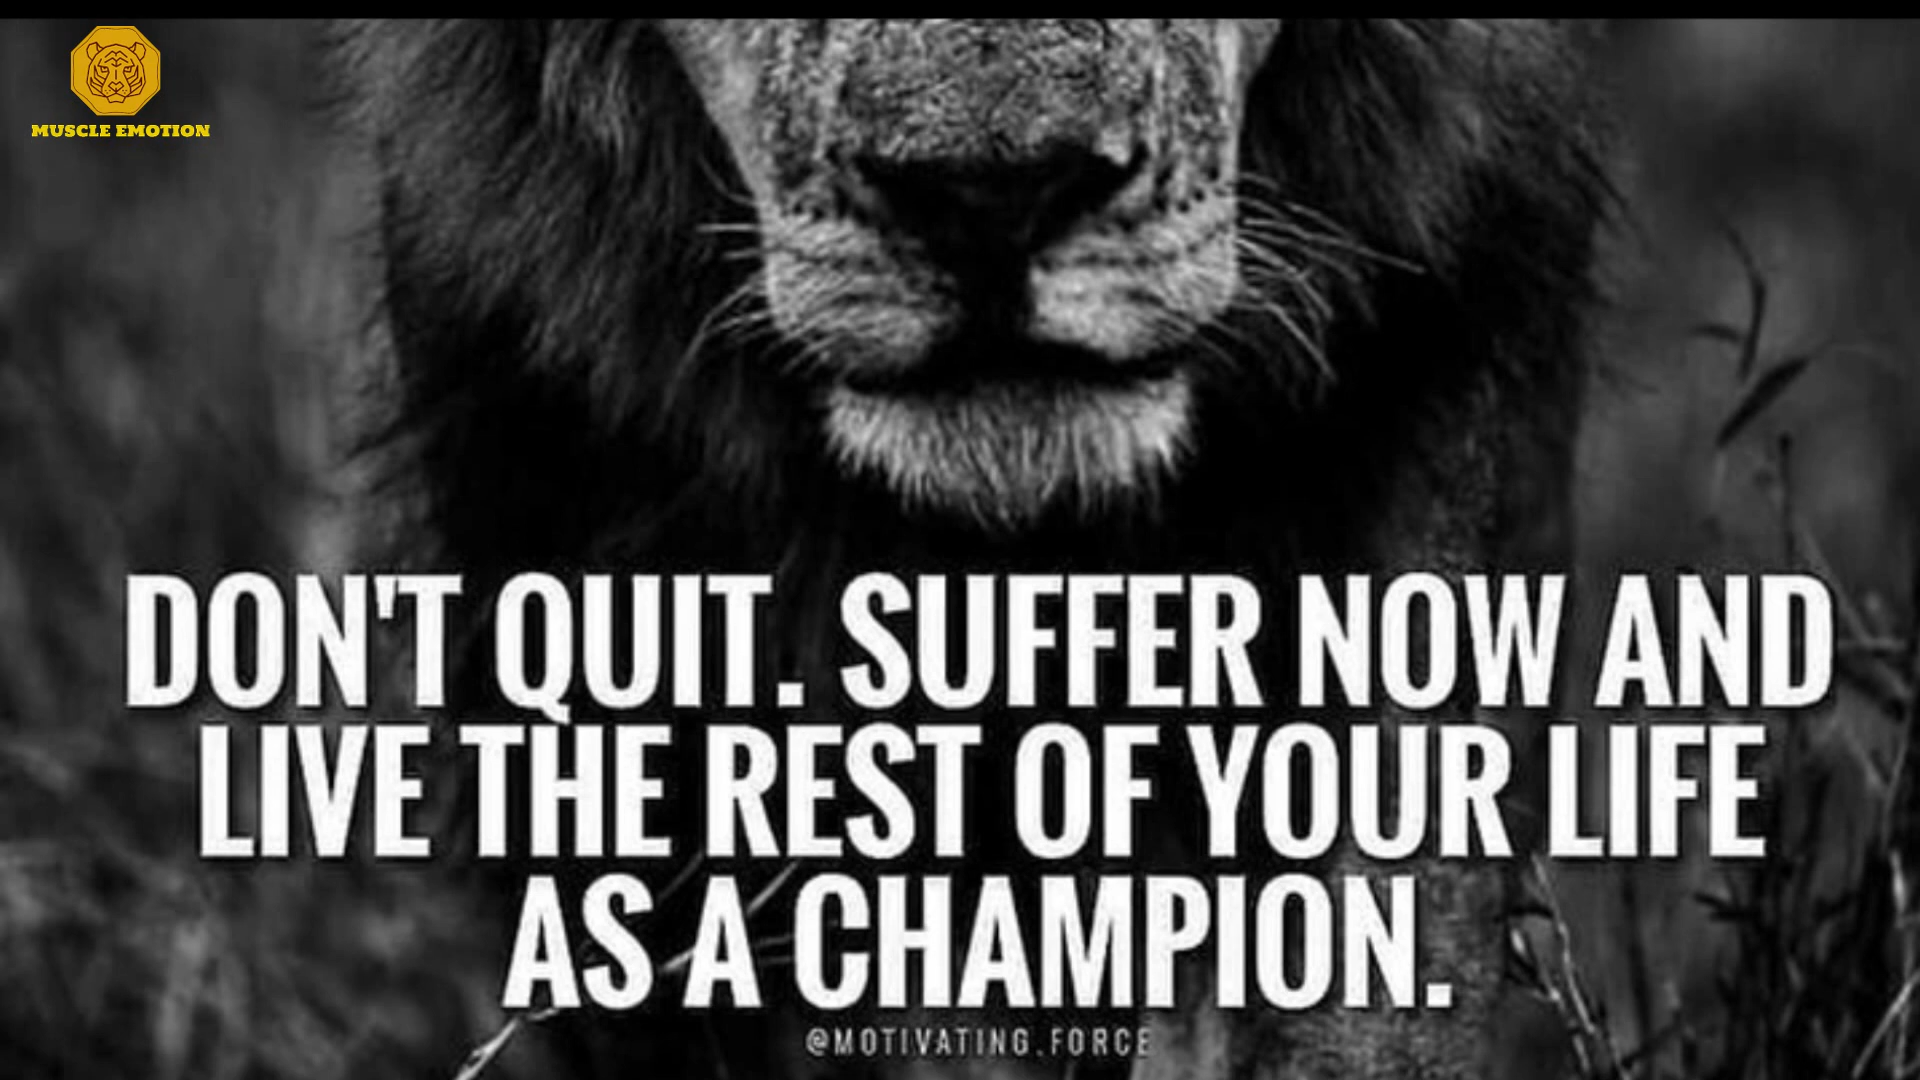 MUSCLE EMOTION
DON'T QUIT. SUFFER NOW AND
LIVE THE REST OF YOUR LIFE
AS A CHAMPION.
@MOTIVATING.FORCE